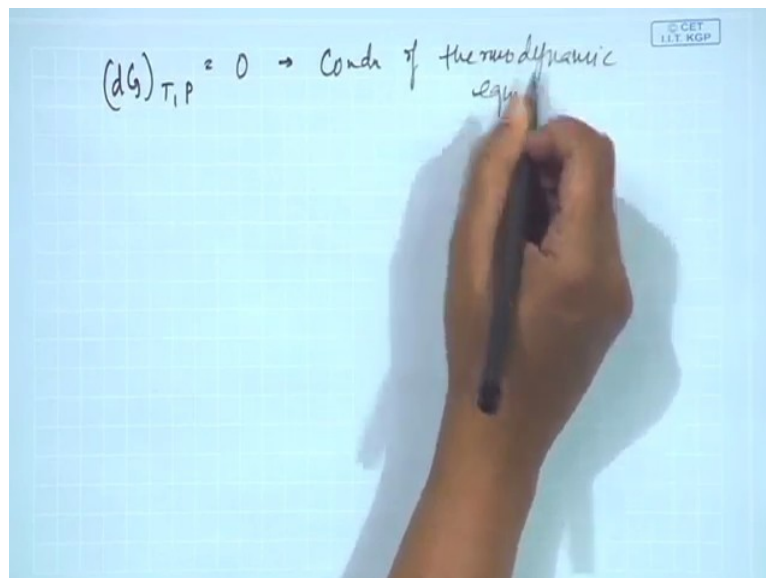 (dG)T,P = 0 → Condn of thermodynamic
equ
© CET
I.I.T. KGP